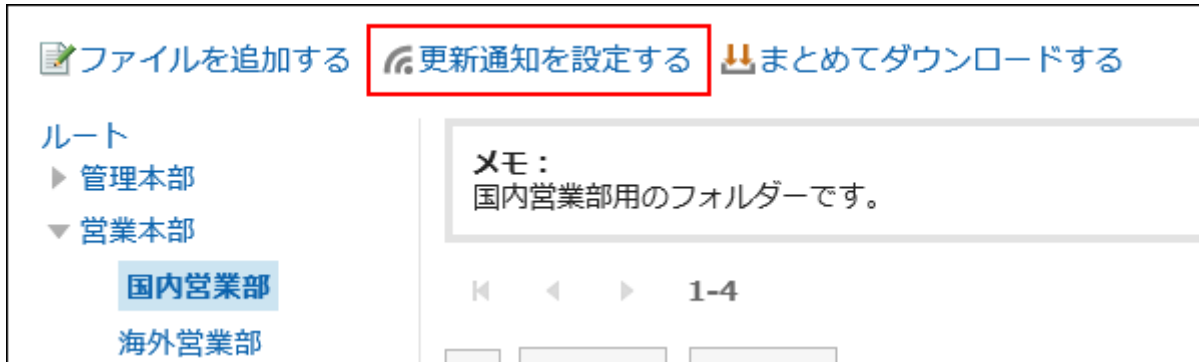 ファイルを追加する 更新通知を設定する まとめてダウンロードする
ルート
管理本部
営業本部
国内営業部
海外営業部
メモ：
国内営業部用のフォルダーです。
1-4